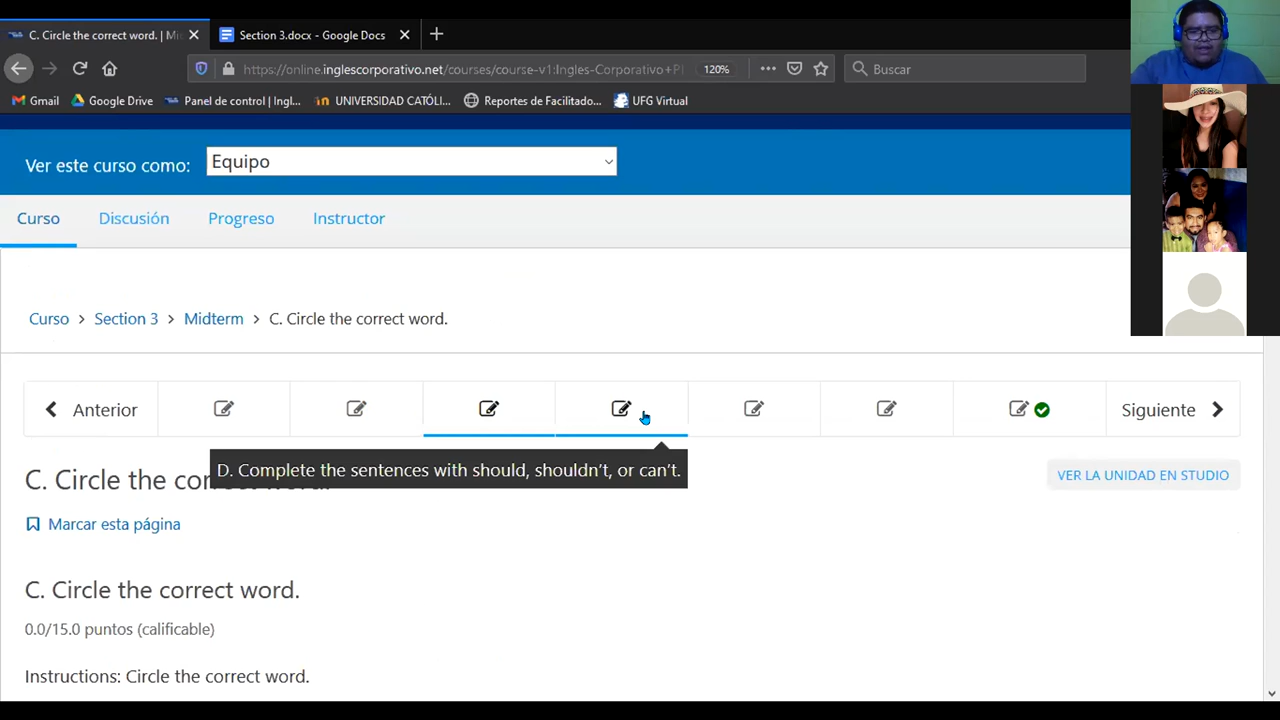 C. Circle the correct word. | Mi
Section 3.docx - Google Docs
https://online.inglescorporativo.net/courses/course-v1:Ingles-Corporativo+P
120%
Buscar
Gmail
Google Drive
Panel de control | Ingl...
UNIVERSIDAD CATÓLI...
Reportes de Facilitado...
UFG Virtual
Ver este curso como:
Equipo
Curso
Discusión
Progreso
Instructor
Curso > Section 3 > Midterm > C. Circle the correct word.
Anterior
Siguiente
D. Complete the sentences with should, shouldn't, or can't.
C. Circle the correct word.
VER LA UNIDAD EN STUDIO
Marcar esta página
C. Circle the correct word.
0.0/15.0 puntos (calificable)
Instructions: Circle the correct word.